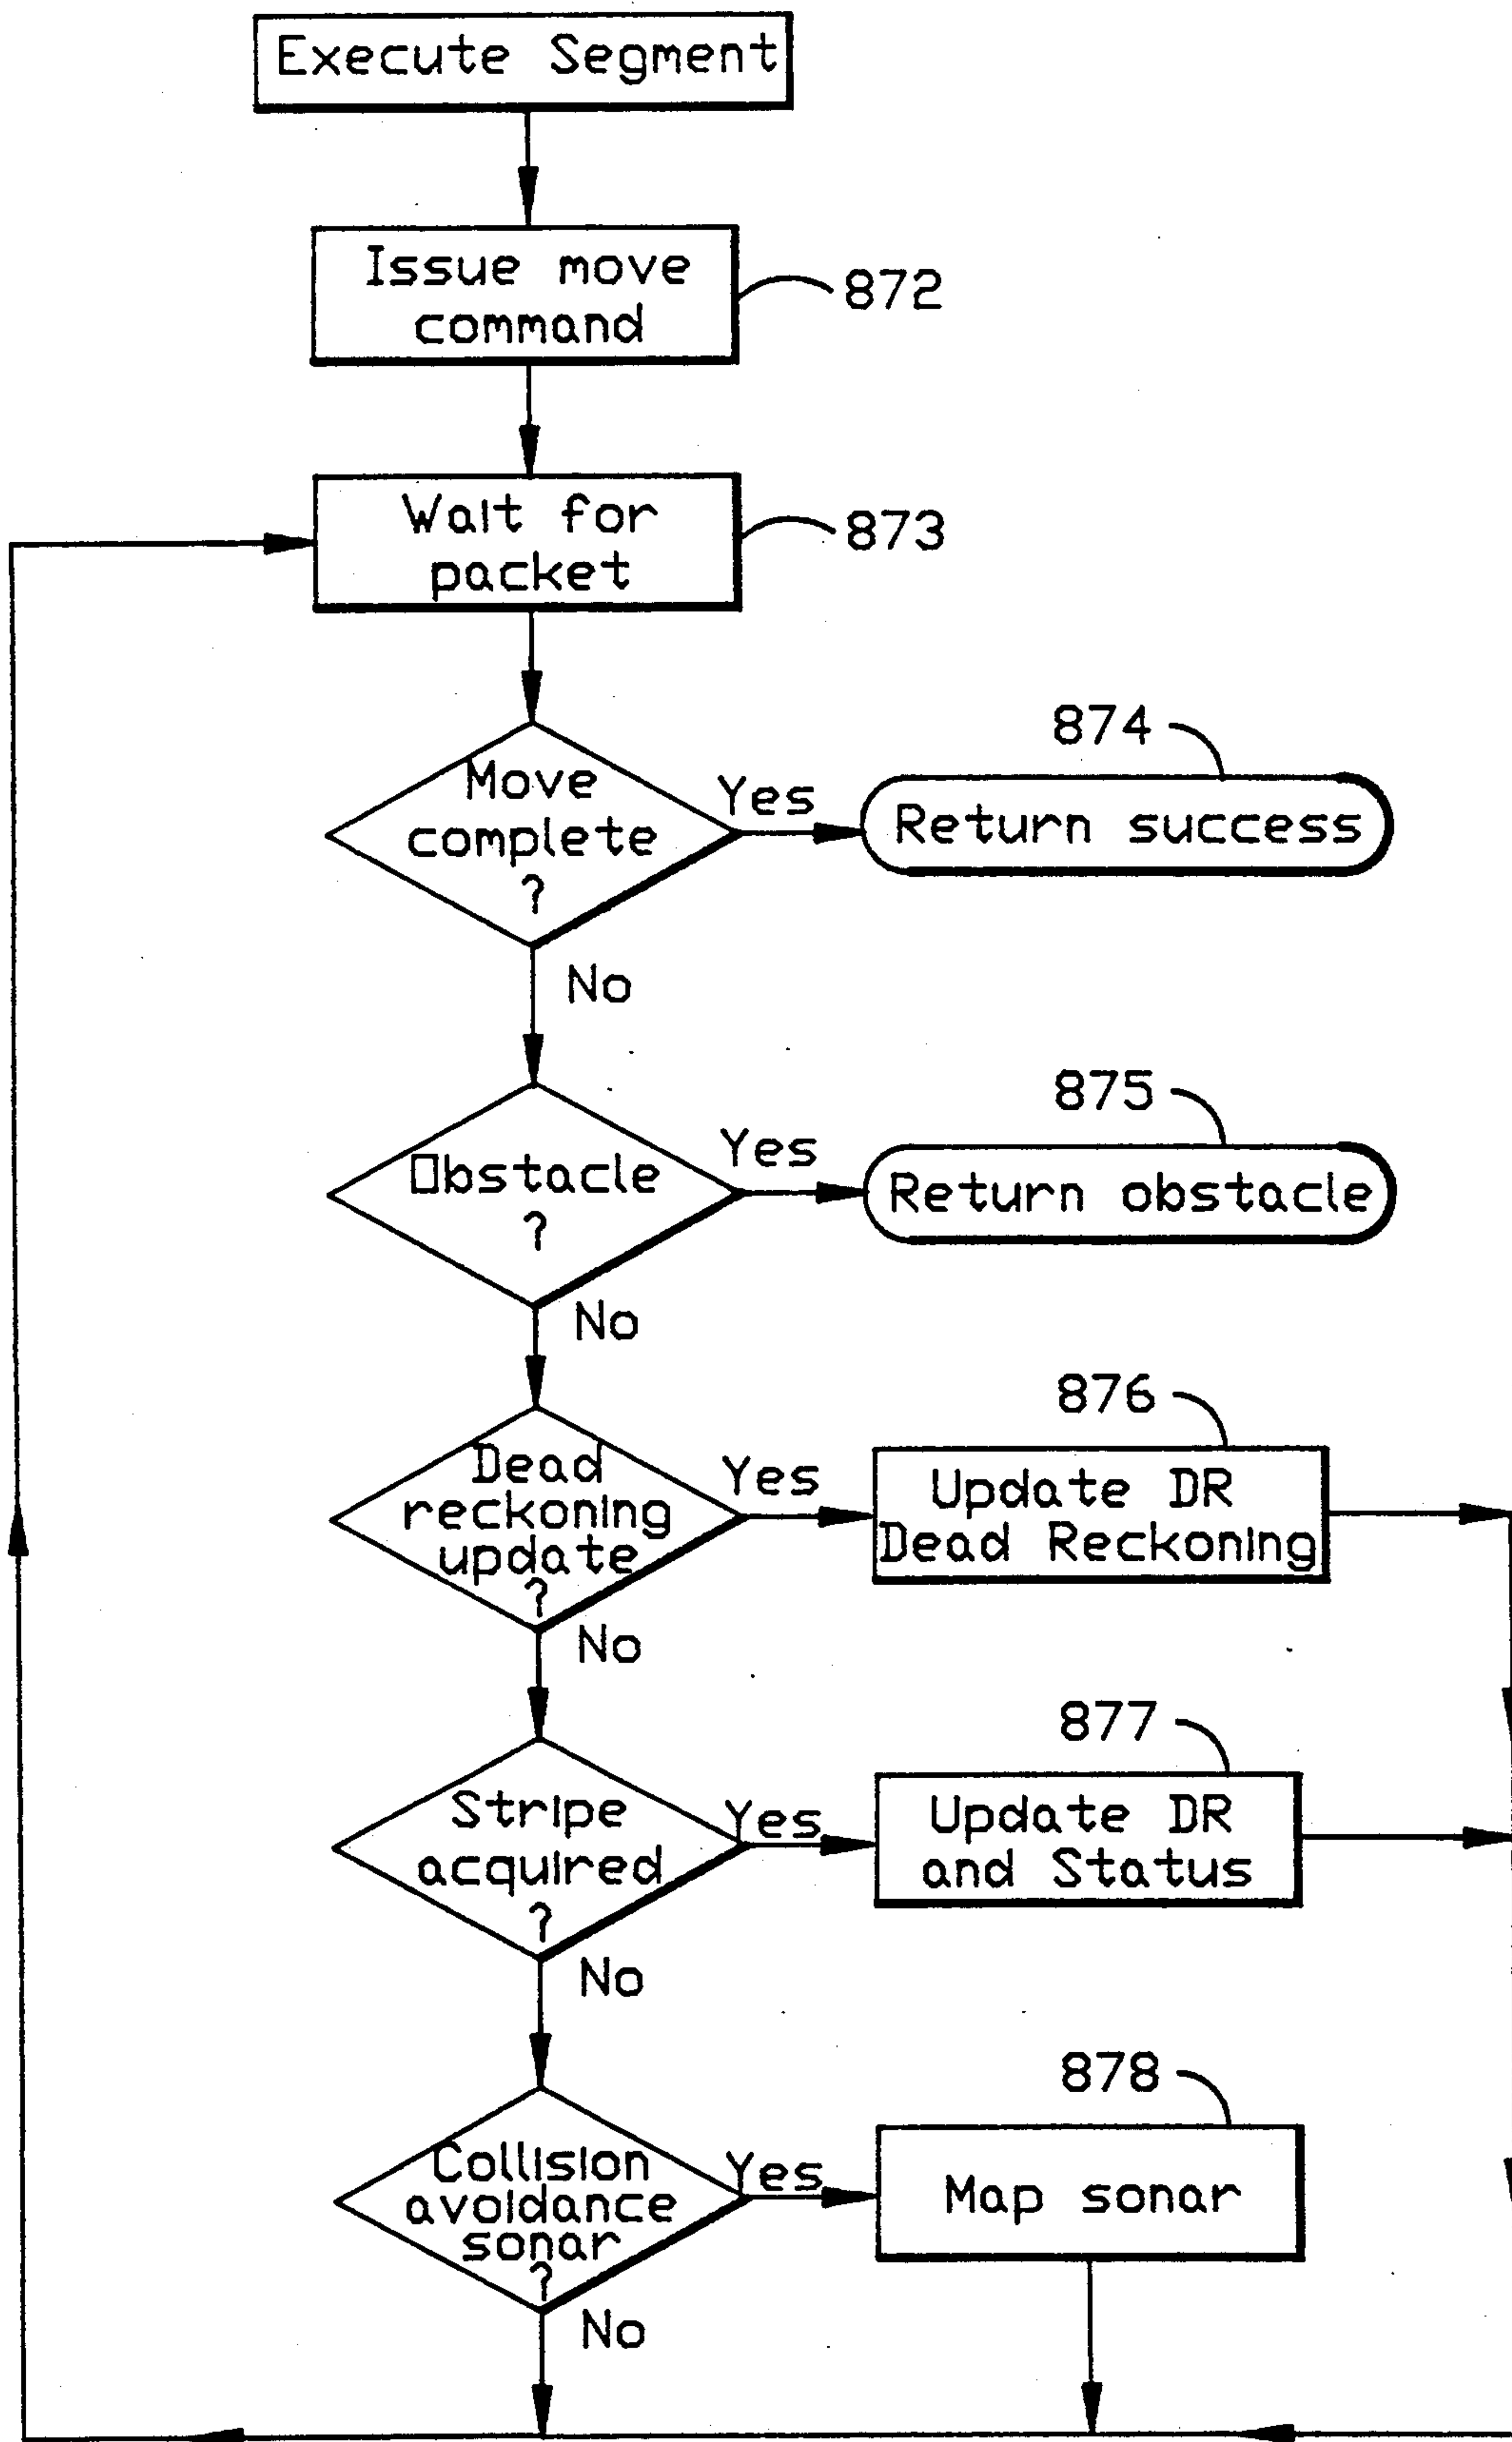 Execute Segment
Issue move
command
872
Wait for
packet
873
874
Move
complete
?
Yes
Return success
No
875
Obstacle
?
Yes
Return obstacle
No
876
Dead
reckoning
update
?
Yes
Update DR
Dead Reckoning
No
877
Stripe
acquired
?
Yes
Update DR
and Status
No
878
Collision
avoidance
sonar
?
Yes
Map sonar
No